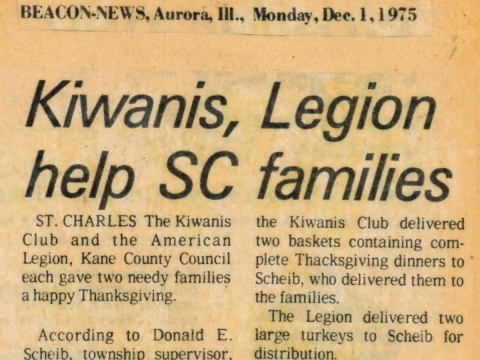 BEACON-NEWS, Aurora, Ill., Monday, Dec. 1, 1975
Kiwanis, Legion
help SC families
ST. CHARLES The Kiwanis
Club and the American
Legion, Kane County Council
each gave two needy families
a happy Thanksgiving.
According to Donald E.
Scheib, township supervisor,
the Kiwanis Club delivered
two baskets containing com-
plete Thacksgiving dinners to
Scheib, who delivered them to
the families.
The Legion delivered two
large turkeys to Scheib for
distribution.